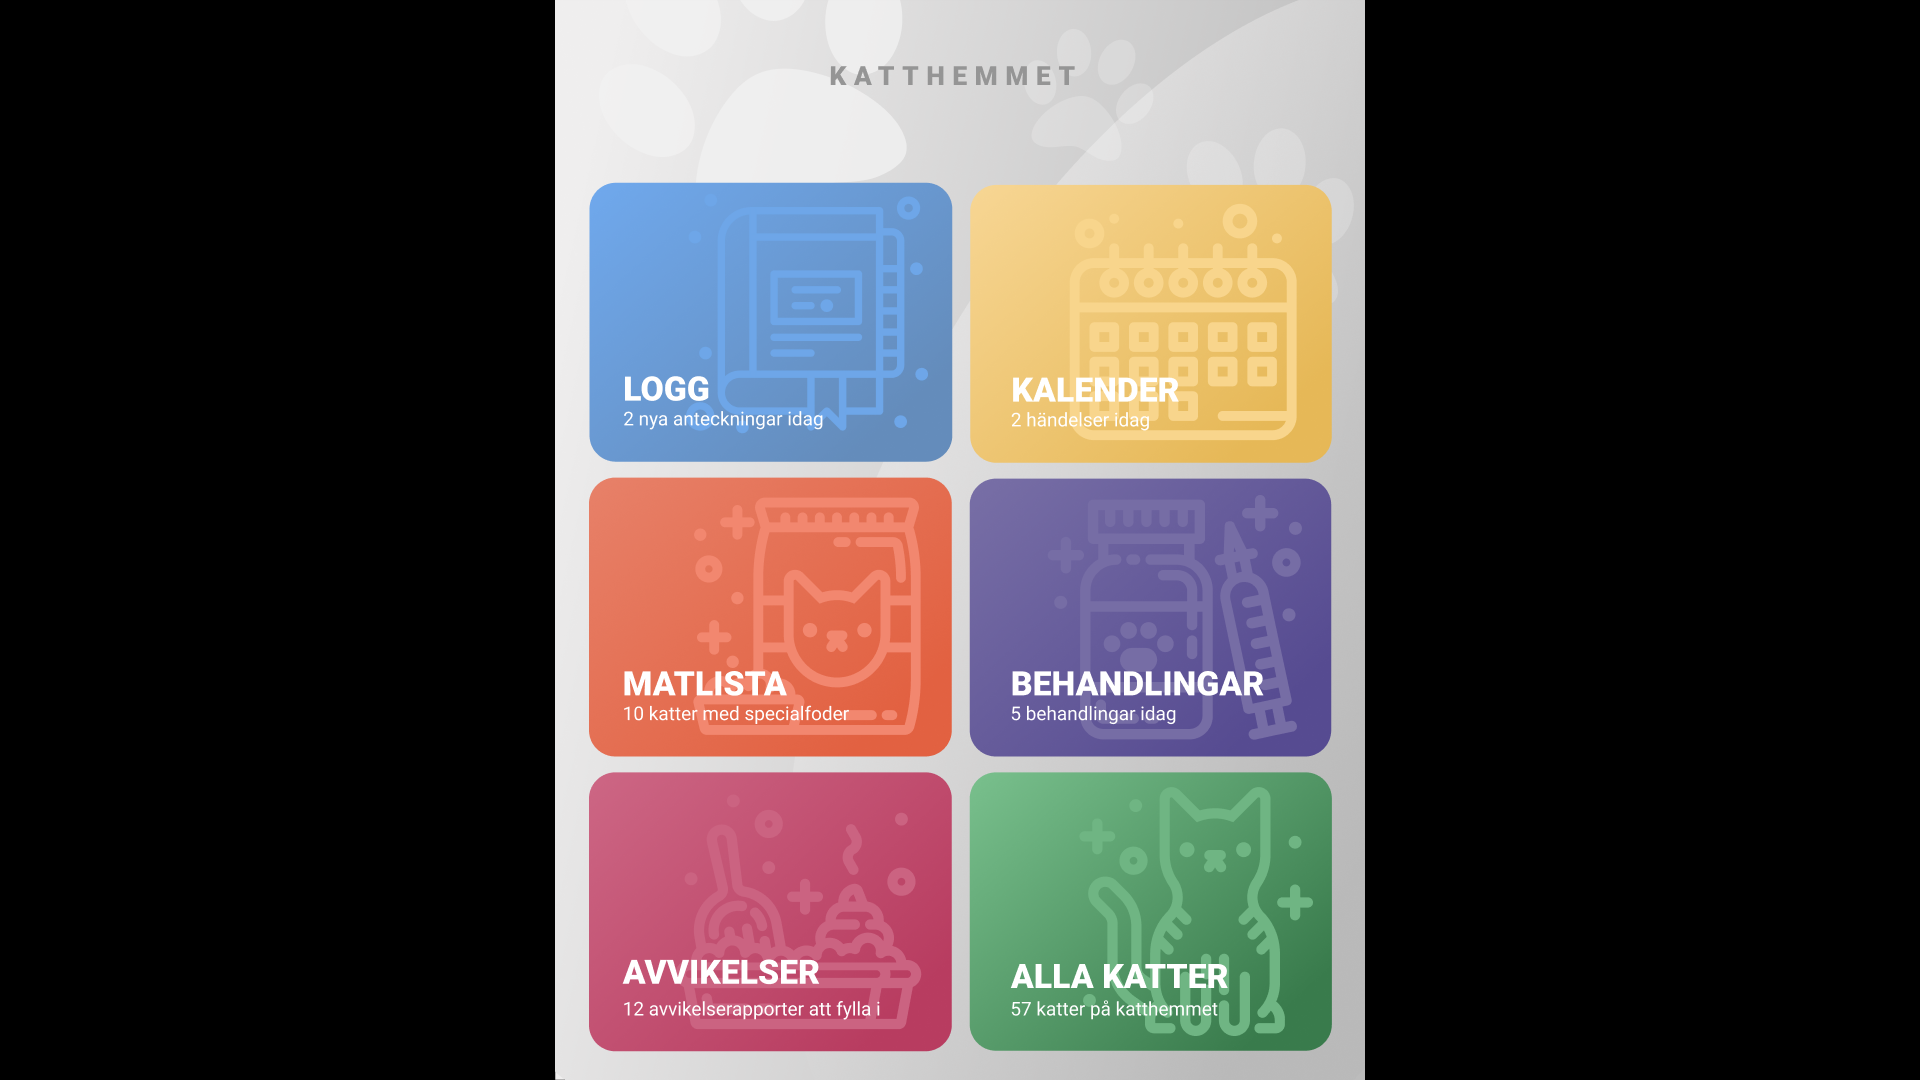 KATTHEMMET
LOGG
2 nya anteckningar idag
KALENDER
2 händelser idag
MATLISTA
10 katter med specialfoder
BEHANDLINGAR
5 behandlingar idag
AVVIKELSER
12 avvikelserapporter att fylla i
ALLA KATTER
57 katter på katthemmet